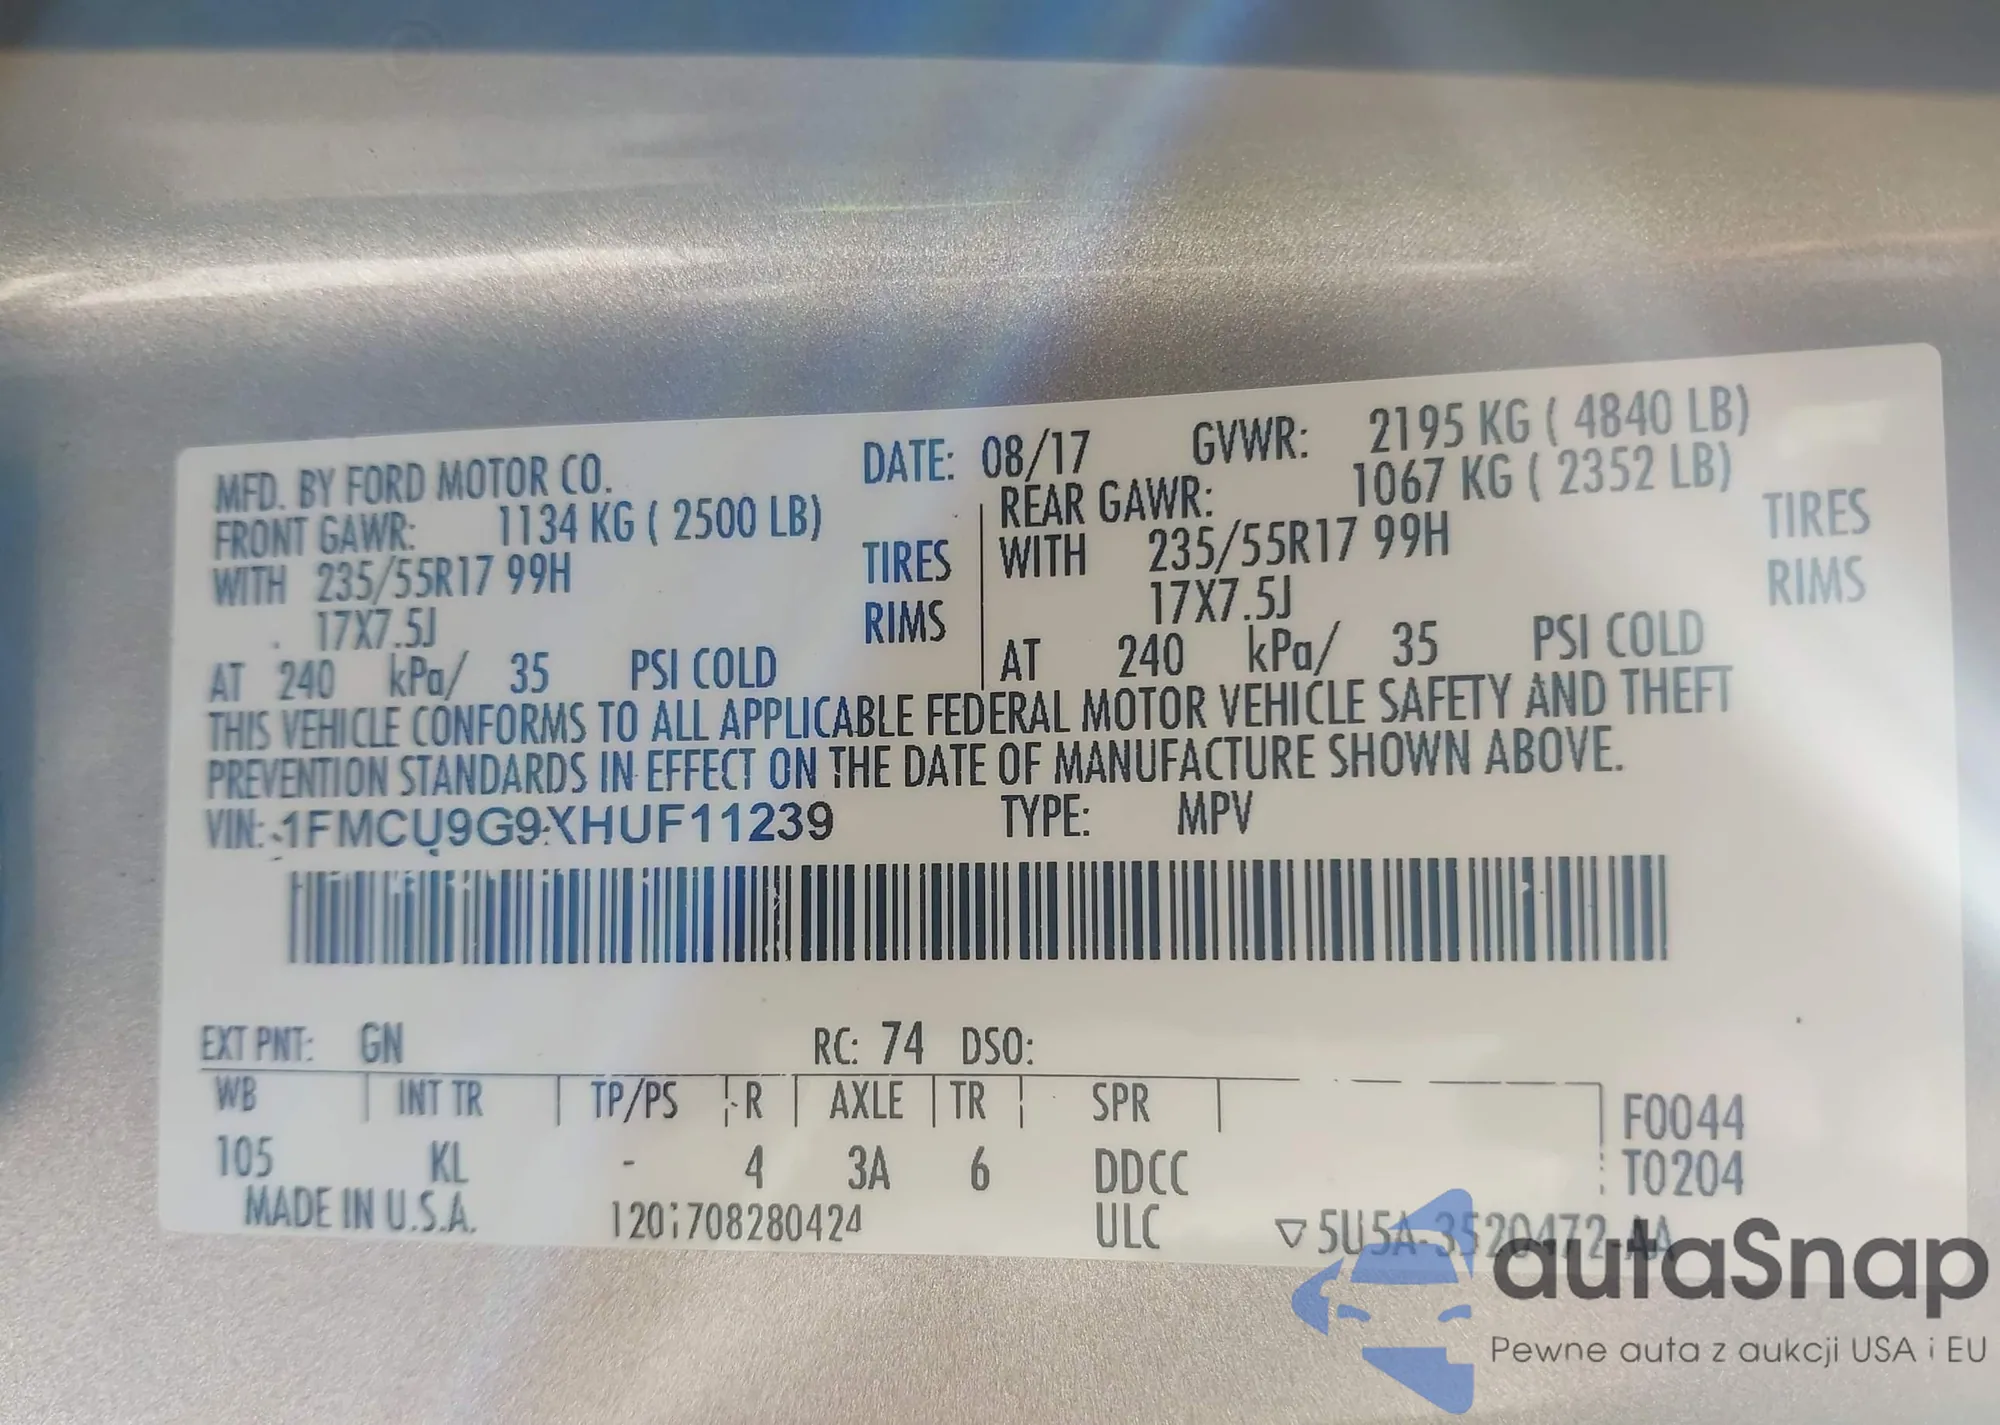 MFD. BY FORD MOTOR CO. DATE: 08/17 GVWR: 2195 KG ( 4840 LB)
FRONT GAWR: 1134 KG ( 2500 LB) REAR GAWR: 1067 KG ( 2352 LB)
WITH 235/55R17 99H TIRES WITH 235/55R17 99H TIRES
17X7.5J RIMS 17X7.5J RIMS
AT 240 kPa/ 35 PSI COLD AT 240 kPa/ 35 PSI COLD
THIS VEHICLE CONFORMS TO ALL APPLICABLE FEDERAL MOTOR VEHICLE SAFETY AND THEFT
PREVENTION STANDARDS IN EFFECT ON THE DATE OF MANUFACTURE SHOWN ABOVE.
VIN: 1FMCU9G9XHUF11239 TYPE: MPV
EXT PNT: GN RC: 74 DSO:
WB INT TR TP/PS R AXLE TR SPR F0044
105 KL - 4 3A 6 DDCC T0204
MADE IN U.S.A. 1201708280424 ULC ▽5U5A-3520472-AA
autaSnap
Pewne auta z aukcji USA i EU